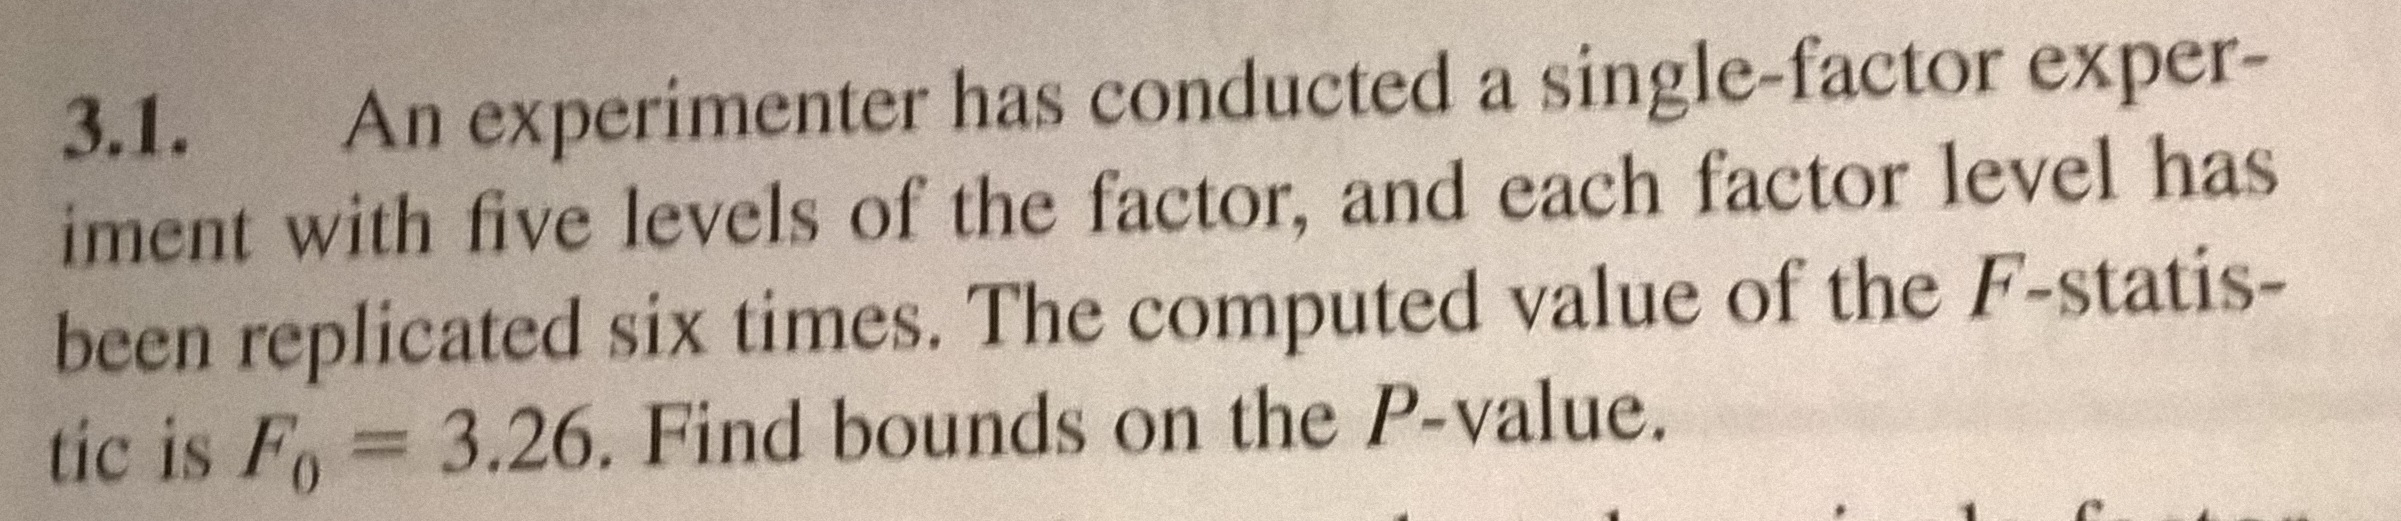 3.1. An experimenter has conducted a single-factor exper-
iment with five levels of the factor, and each factor level has
been replicated six times. The computed value of the F-statis-
tic is F₀ = 3.26. Find bounds on the P-value.